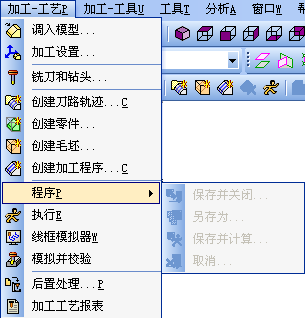 加工-工艺P 加工-工具U 工具T 分析A 窗口W
调入模型...
加工设置...
铣刀和钻头...
创建刀路轨迹...C
创建零件...
创建毛坯...
创建加工程序...C
程序P
保存并关闭...
执行E
另存为...
线框模拟器W
保存并计算...
模拟并校验
取消...
后置处理...P
加工工艺报表